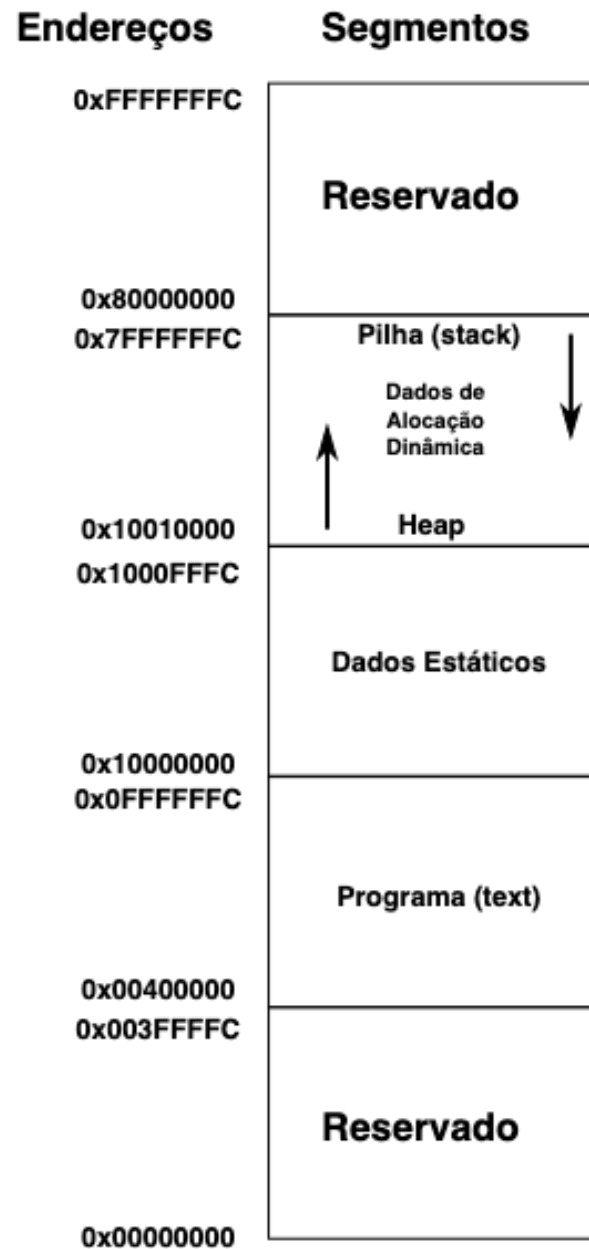 Endereços Segmentos
0xFFFFFFFC
Reservado
0x80000000
0x7FFFFFFC
Pilha (stack)
Dados de
Alocação
Dinâmica
0x10010000
Heap
0x1000FFFC
Dados Estáticos
0x10000000
0x0FFFFFFC
Programa (text)
0x00400000
0x003FFFFC
Reservado
0x00000000